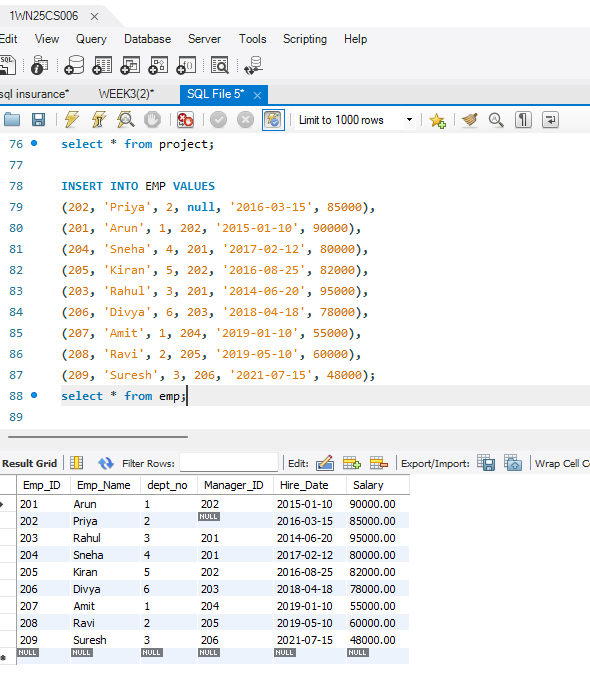 1WN25CS006
Edit View Query Database Server Tools Scripting Help
SQL
sql insurance* WEEK3(2)* SQL File 5*
Limit to 1000 rows
76 select * from project;
77
78 INSERT INTO EMP VALUES
79 (202, 'Priya', 2, null, '2016-03-15', 85000),
80 (201, 'Arun', 1, 202, '2015-01-10', 90000),
81 (204, 'Sneha', 4, 201, '2017-02-12', 80000),
82 (205, 'Kiran', 5, 202, '2016-08-25', 82000),
83 (203, 'Rahul', 3, 201, '2014-06-20', 95000),
84 (206, 'Divya', 6, 203, '2018-04-18', 78000),
85 (207, 'Amit', 1, 204, '2019-01-10', 55000),
86 (208, 'Ravi', 2, 205, '2019-05-10', 60000),
87 (209, 'Suresh', 3, 206, '2021-07-15', 48000);
88 select * from emp;
89
Result Grid Filter Rows: Edit: Export/Import: Wrap Cell C
Emp_ID Emp_Name dept_no Manager_ID Hire_Date Salary
201 Arun 1 202 2015-01-10 90000.00
202 Priya 2 NULL 2016-03-15 85000.00
203 Rahul 3 201 2014-06-20 95000.00
204 Sneha 4 201 2017-02-12 80000.00
205 Kiran 5 202 2016-08-25 82000.00
206 Divya 6 203 2018-04-18 78000.00
207 Amit 1 204 2019-01-10 55000.00
208 Ravi 2 205 2019-05-10 60000.00
209 Suresh 3 206 2021-07-15 48000.00
NULL NULL NULL NULL NULL NULL